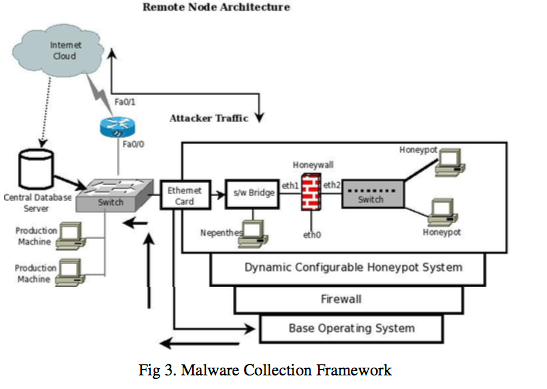 Remote Node Architecture
Internet
Cloud
Fa0/1
Attacker Traffic
Fa0/0
Central Database
Server
Switch
Ethernet
Card
s/w Bridge
eth1
Honeywall
eth2
Switch
Honeypot
Honeypot
eth0
Nepenthes
Production
Machine
Production
Machine
Dynamic Configurable Honeypot System
Firewall
Base Operating System
Fig 3. Malware Collection Framework